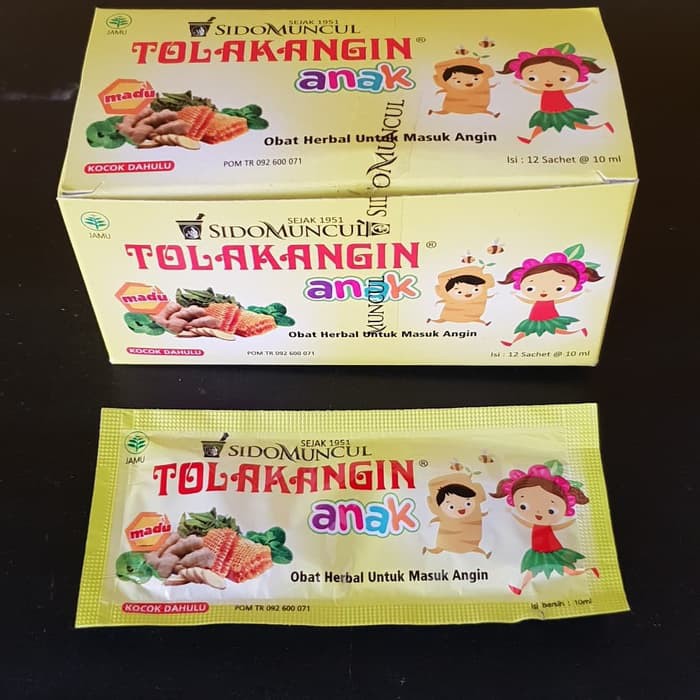 SEJAK 1951
SIDOMUNCUL
JAMU
TOLAKANGIN®
anak
madu
Obat Herbal Untuk Masuk Angin
KOCOK DAHULU
POM TR 092 600 071
Isi : 12 Sachet @ 10 ml
SIDOMUNCUL
MUNCUL
SEJAK 1951
SIDOMUNCUL
JAMU
TOLAKANGIN®
anak
madu
Obat Herbal Untuk Masuk Angin
KOCOK DAHULU
POM TR 092 600 071
Isi : 12 Sachet @ 10 ml
SEJAK 1951
SIDOMUNCUL
JAMU
TOLAKANGIN®
anak
madu
Obat Herbal Untuk Masuk Angin
KOCOK DAHULU
POM TR 092 600 071
Isi bersih : 10ml